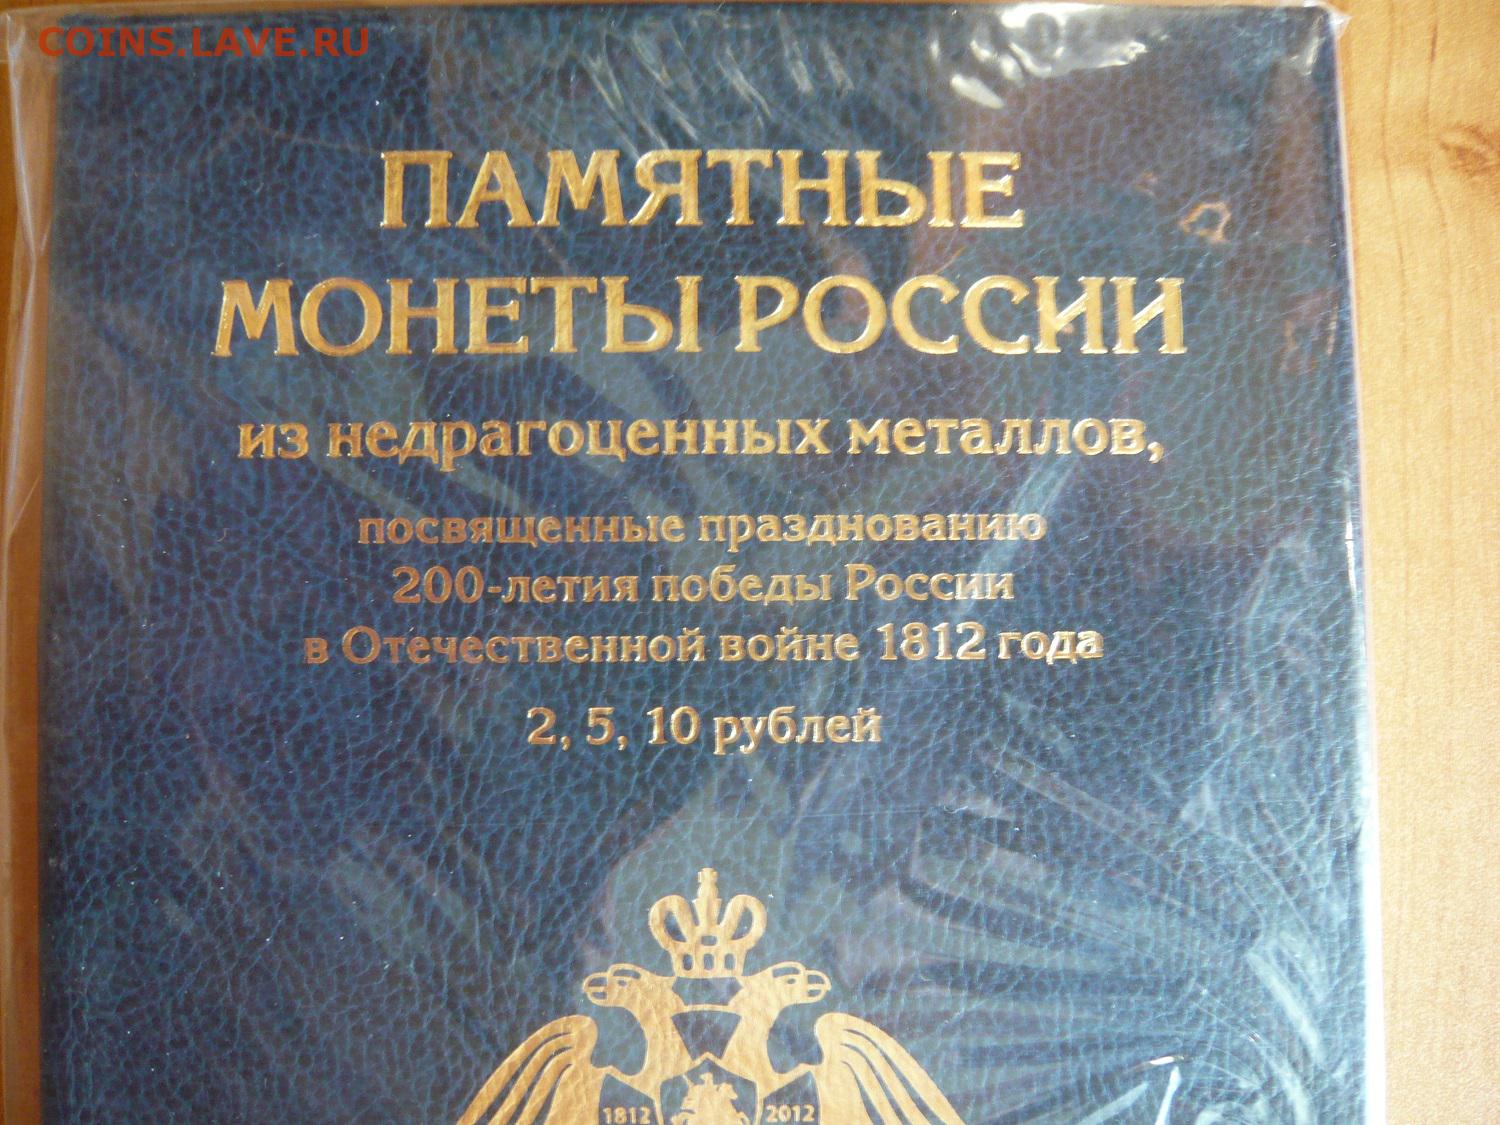 COINS.LAVE.RU
ПАМЯТНЫЕ
МОНЕТЫ РОССИИ
из недрагоценных металлов,
посвященные празднованию
200-летия победы России
в Отечественной войне 1812 года
2, 5, 10 рублей
1812 2012